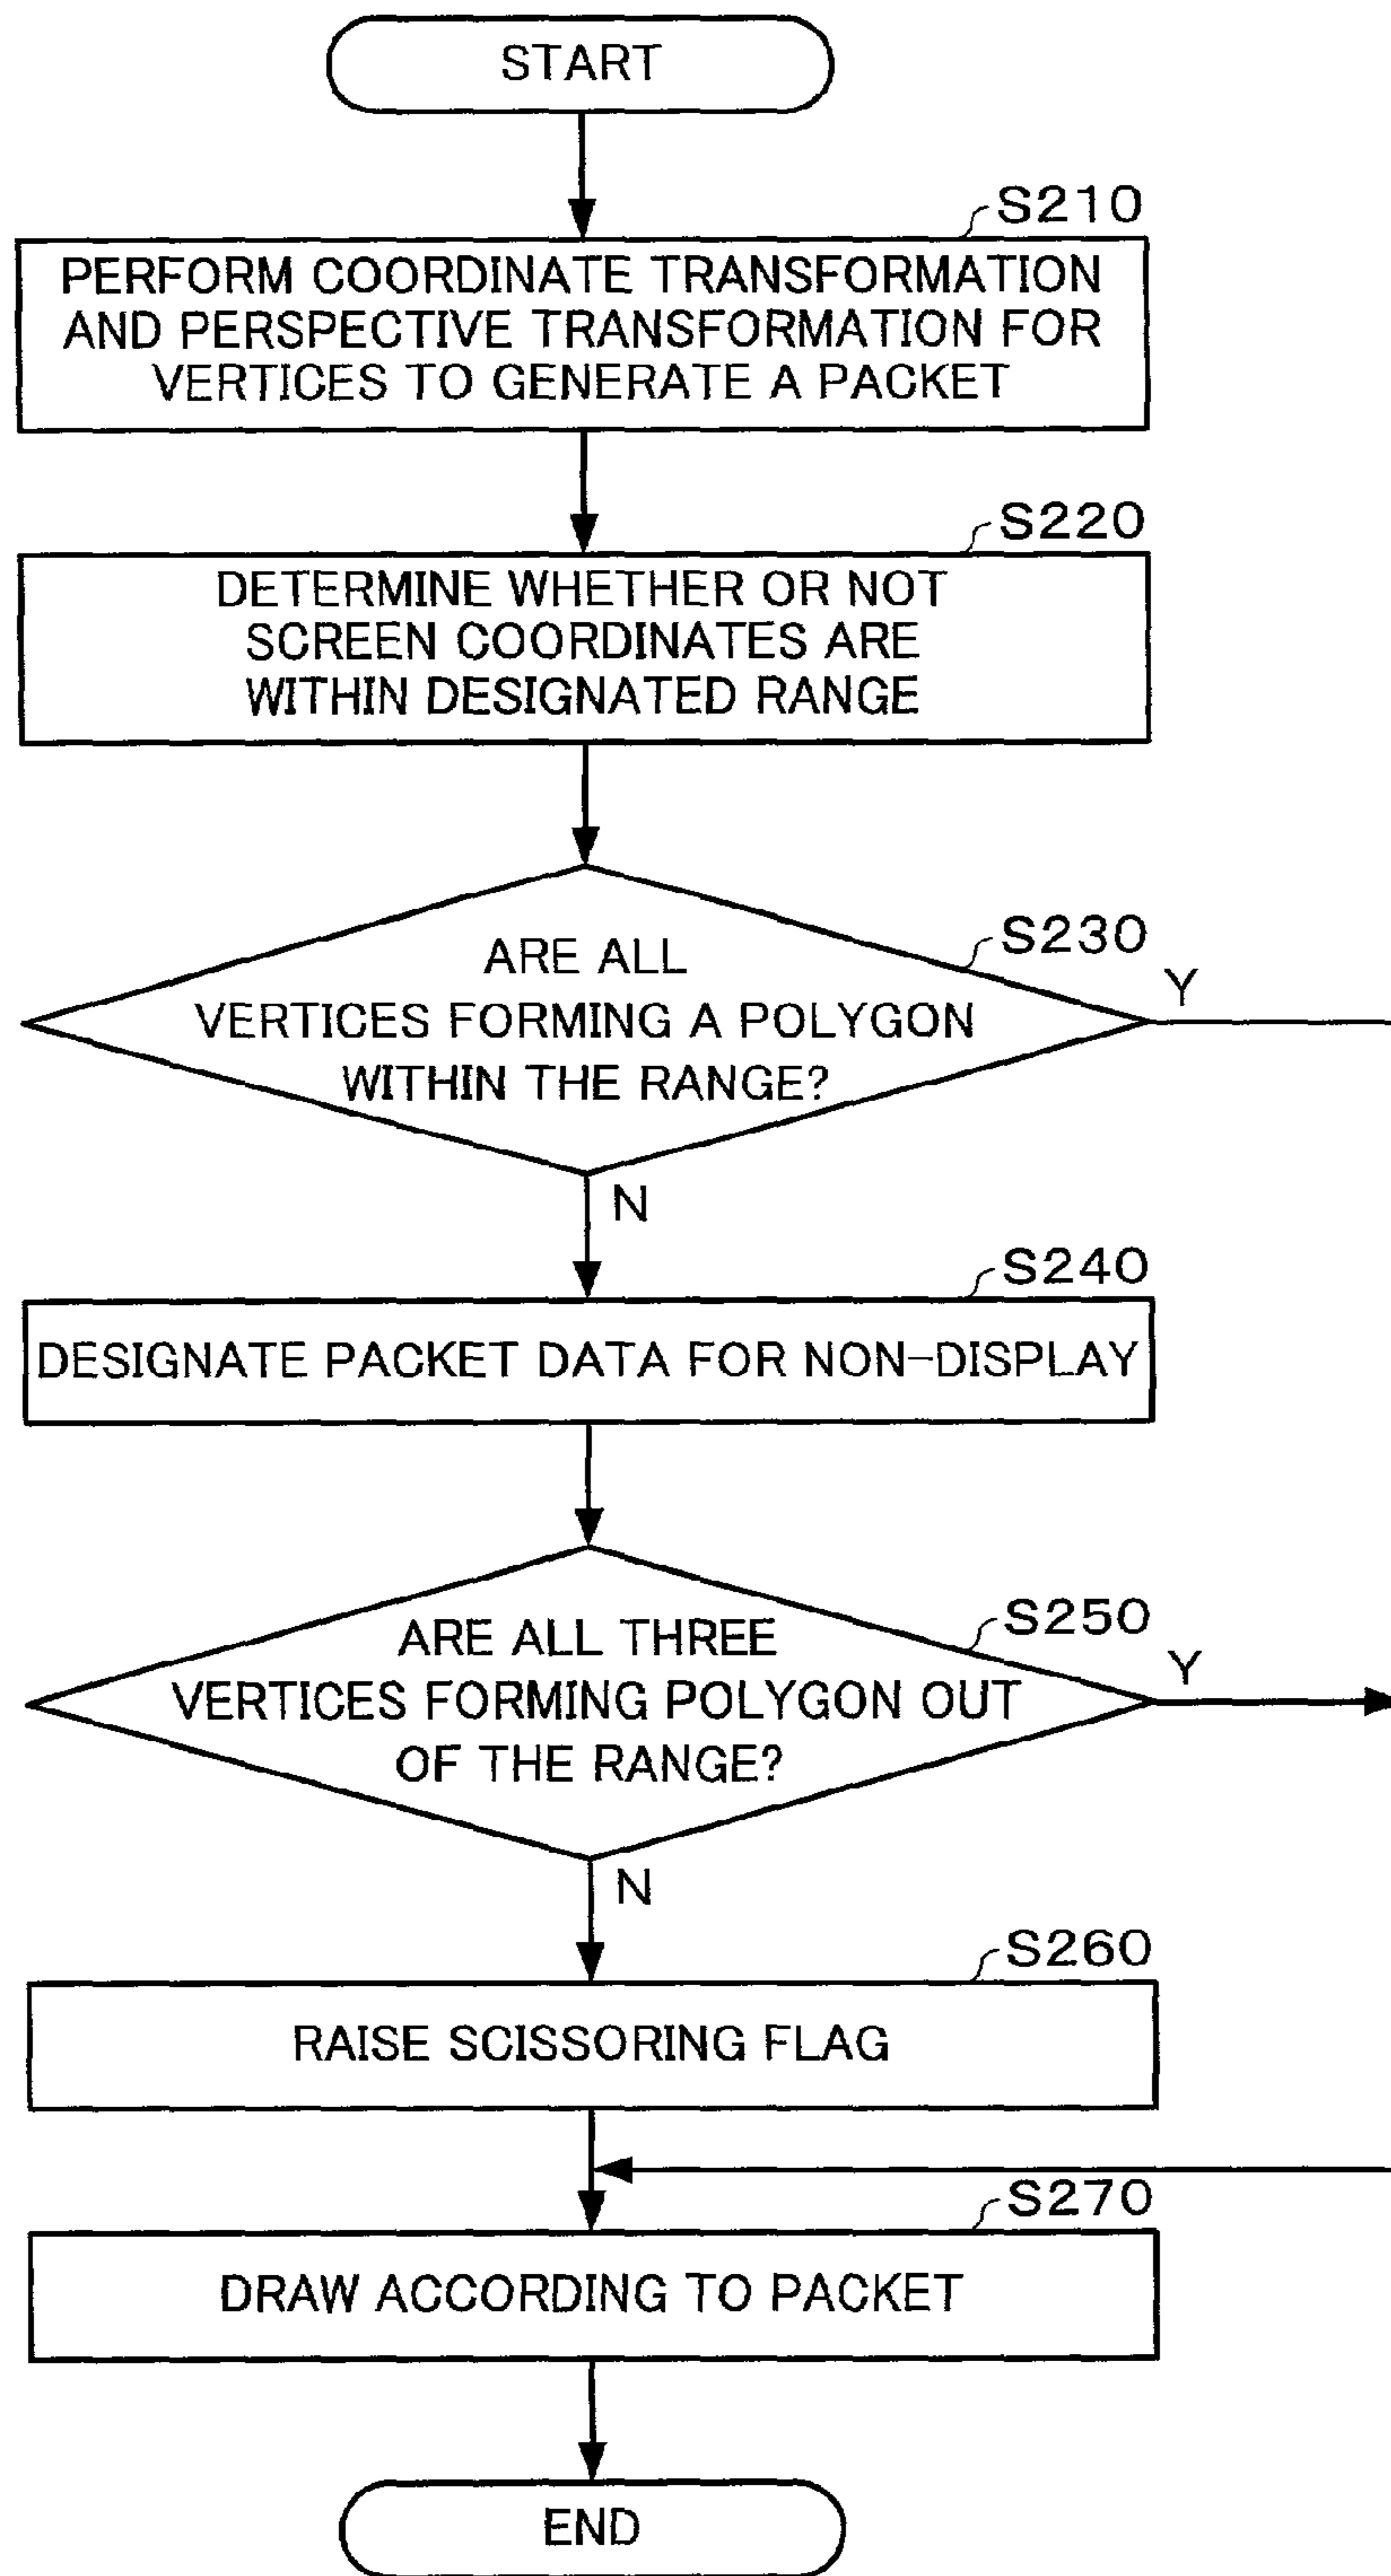 START
S210
PERFORM COORDINATE TRANSFORMATION
AND PERSPECTIVE TRANSFORMATION FOR
VERTICES TO GENERATE A PACKET
S220
DETERMINE WHETHER OR NOT
SCREEN COORDINATES ARE
WITHIN DESIGNATED RANGE
S230
ARE ALL
VERTICES FORMING A POLYGON
WITHIN THE RANGE?
Y
N
S240
DESIGNATE PACKET DATA FOR NON-DISPLAY
S250
ARE ALL THREE
VERTICES FORMING POLYGON OUT
OF THE RANGE?
Y
N
S260
RAISE SCISSORING FLAG
S270
DRAW ACCORDING TO PACKET
END